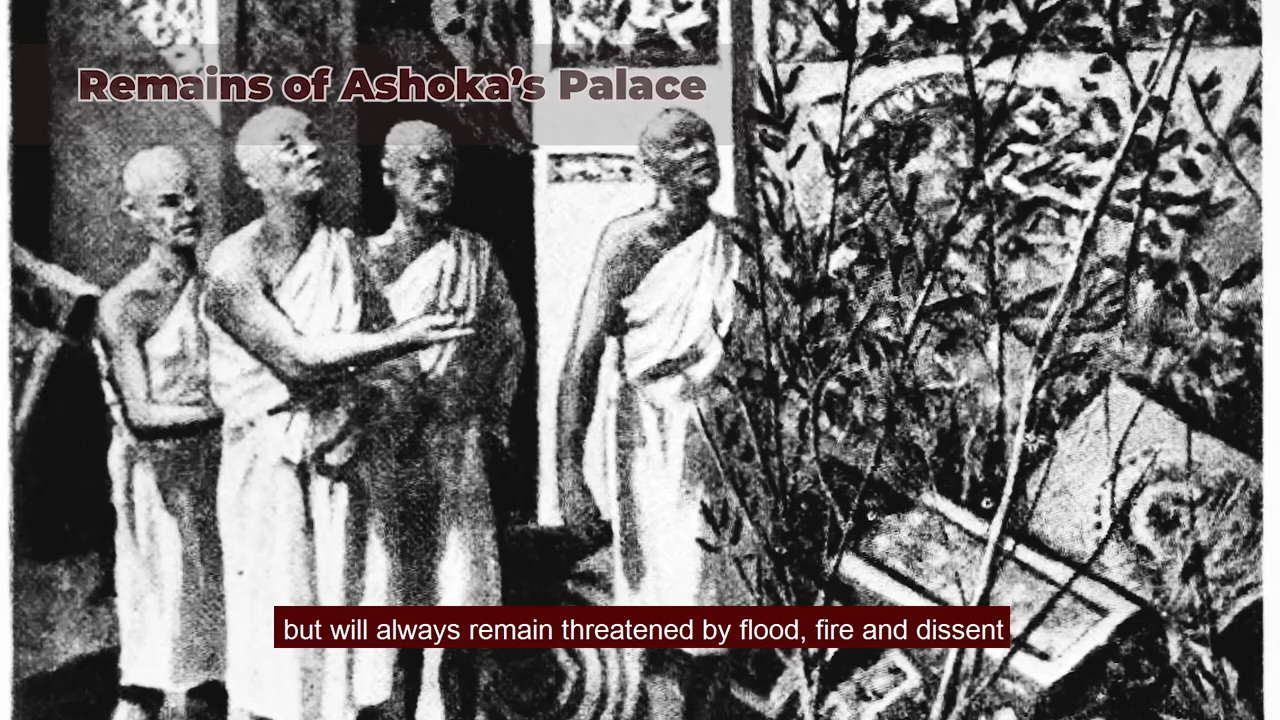 Remains of Ashoka’s Palace
but will always remain threatened by flood, fire and dissent